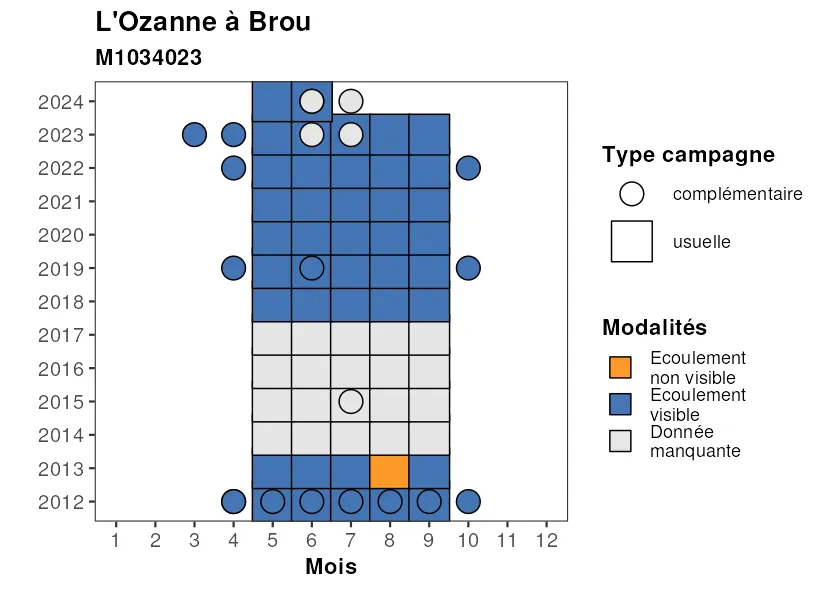 L'Ozanne à Brou
M1034023
2024
2023
2022
2021
2020
2019
2018
2017
2016
2015
2014
2013
2012
1 2 3 4 5 6 7 8 9 10 11 12
Mois
Type campagne
complémentaire
usuelle
Modalités
Ecoulement
non visible
Ecoulement
visible
Donnée
manquante